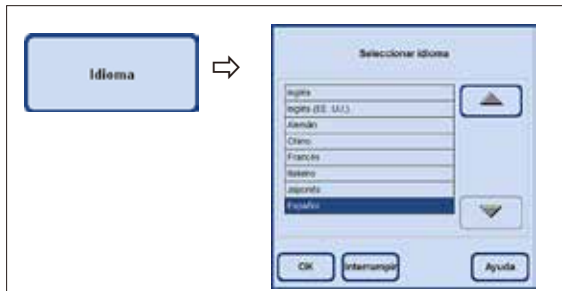 Idioma
Seleccionar idioma
Inglés
Inglés (EE. UU.)
Alemán
Chino
Francés
Italiano
Japonés
Español
OK
Interrumpir
Ayuda